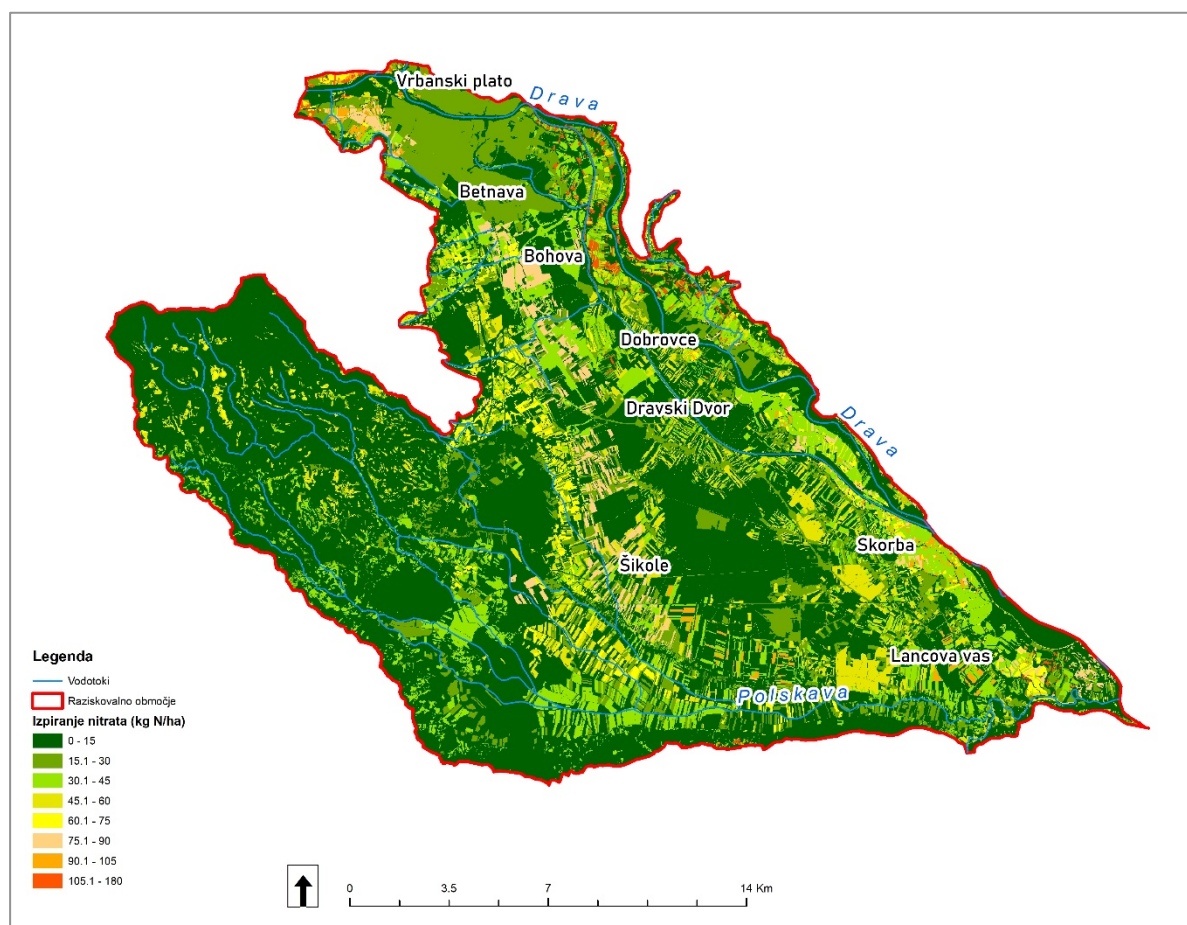 Vrbanski plato
Drava
Betnava
Bohova
Dobrovce
Dravski Dvor
Drava
Skorba
Šikole
Lancova vas
Polskava
Legenda
Vodotoki
Raziskovalno območje
Izpiranje nitrata (kg N/ha)
0 - 15
15.1 - 30
30.1 - 45
45.1 - 60
60.1 - 75
75.1 - 90
90.1 - 105
105.1 - 180
0 3.5 7 14 Km